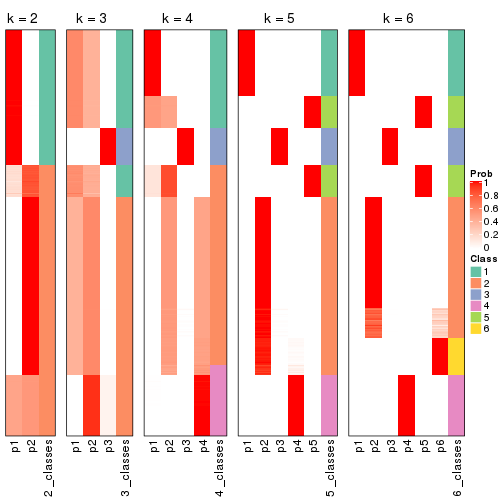 k = 2
k = 3
k = 4
k = 5
k = 6
p1
p2
2_classes
p1
p2
p3
3_classes
p1
p2
p3
p4
4_classes
p1
p2
p3
p4
p5
5_classes
p1
p2
p3
p4
p5
p6
6_classes
Prob
1
0.8
0.6
0.4
0.2
0
Class
1
2
3
4
5
6